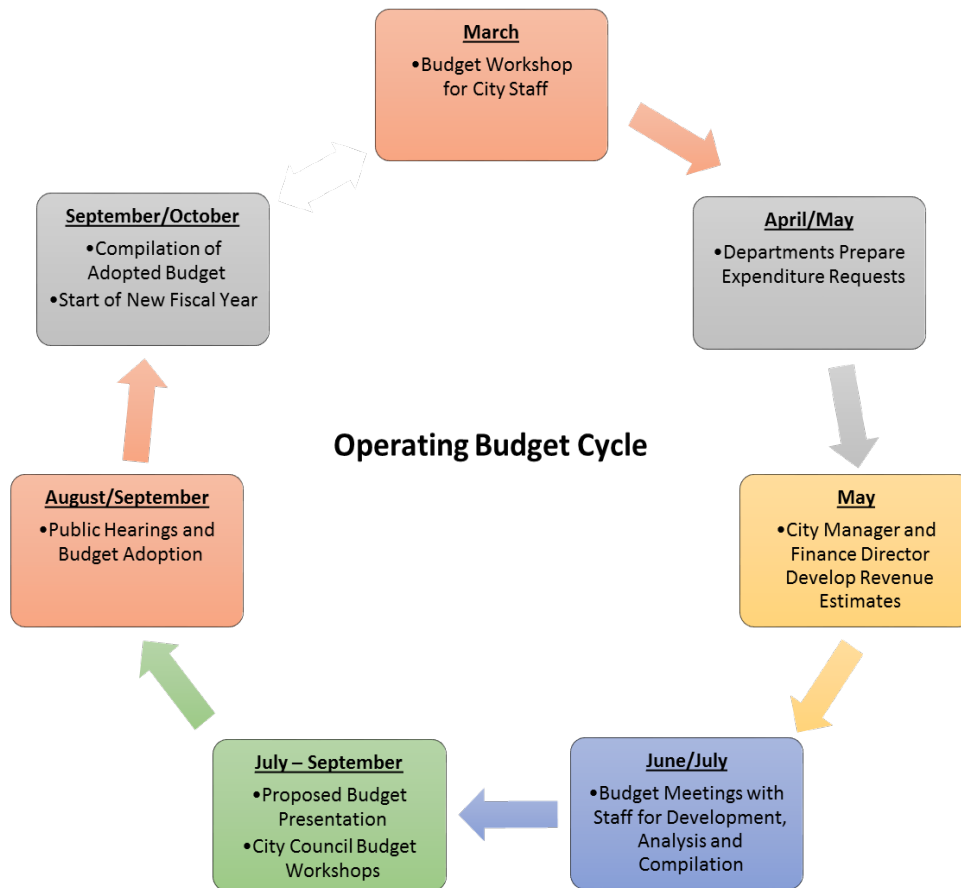 March
•Budget Workshop
for City Staff
April/May
•Departments Prepare
Expenditure Requests
May
•City Manager and
Finance Director
Develop Revenue
Estimates
June/July
•Budget Meetings with
Staff for Development,
Analysis and
Compilation
July – September
•Proposed Budget
Presentation
•City Council Budget
Workshops
August/September
•Public Hearings and
Budget Adoption
September/October
•Compilation of
Adopted Budget
•Start of New Fiscal Year
Operating Budget Cycle